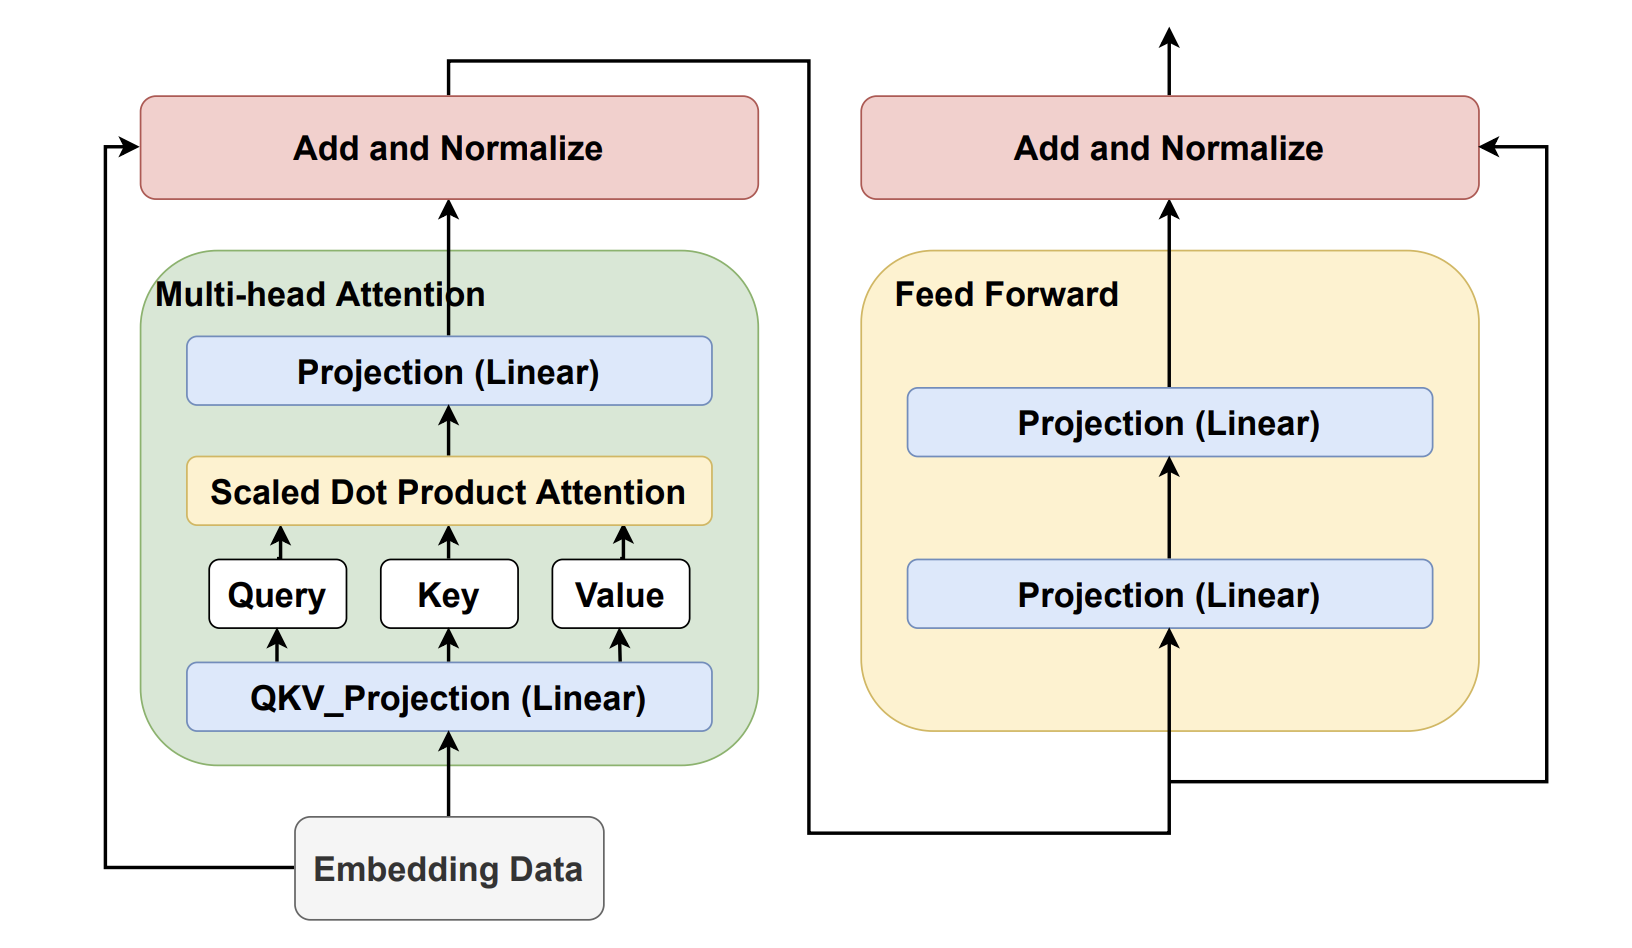 Add and Normalize
Multi-head Attention
Projection (Linear)
Scaled Dot Product Attention
Query
Key
Value
QKV_Projection (Linear)
Embedding Data
Add and Normalize
Feed Forward
Projection (Linear)
Projection (Linear)